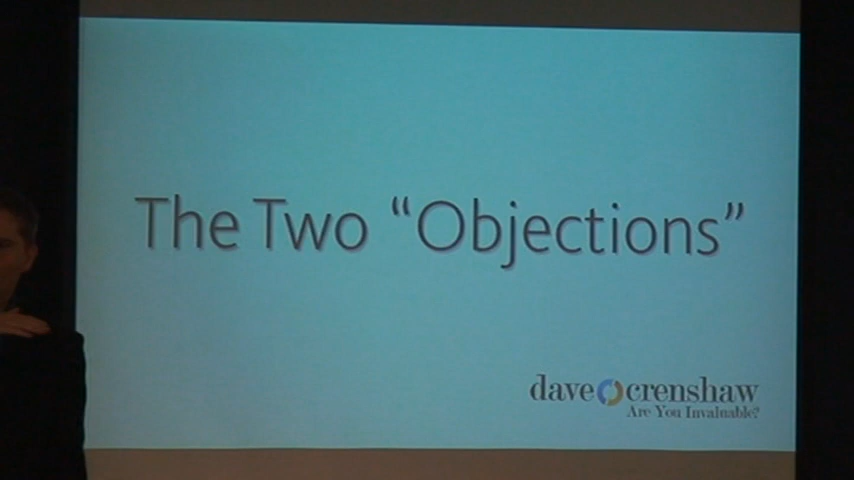 The Two “Objections”
dave crenshaw
Are You Invaluable?